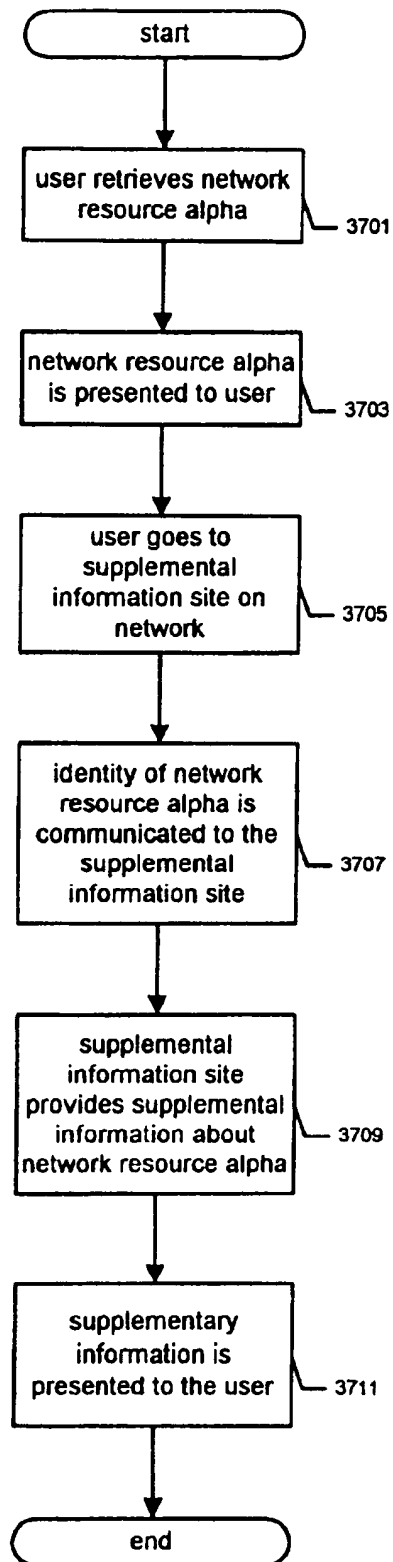 start
user retrieves network
resource alpha
3701
network resource alpha
is presented to user
3703
user goes to
supplemental
information site on
network
3705
identity of network
resource alpha is
communicated to the
supplemental
information site
3707
supplemental
information site
provides supplemental
information about
network resource alpha
3709
supplementary
information is
presented to the user
3711
end